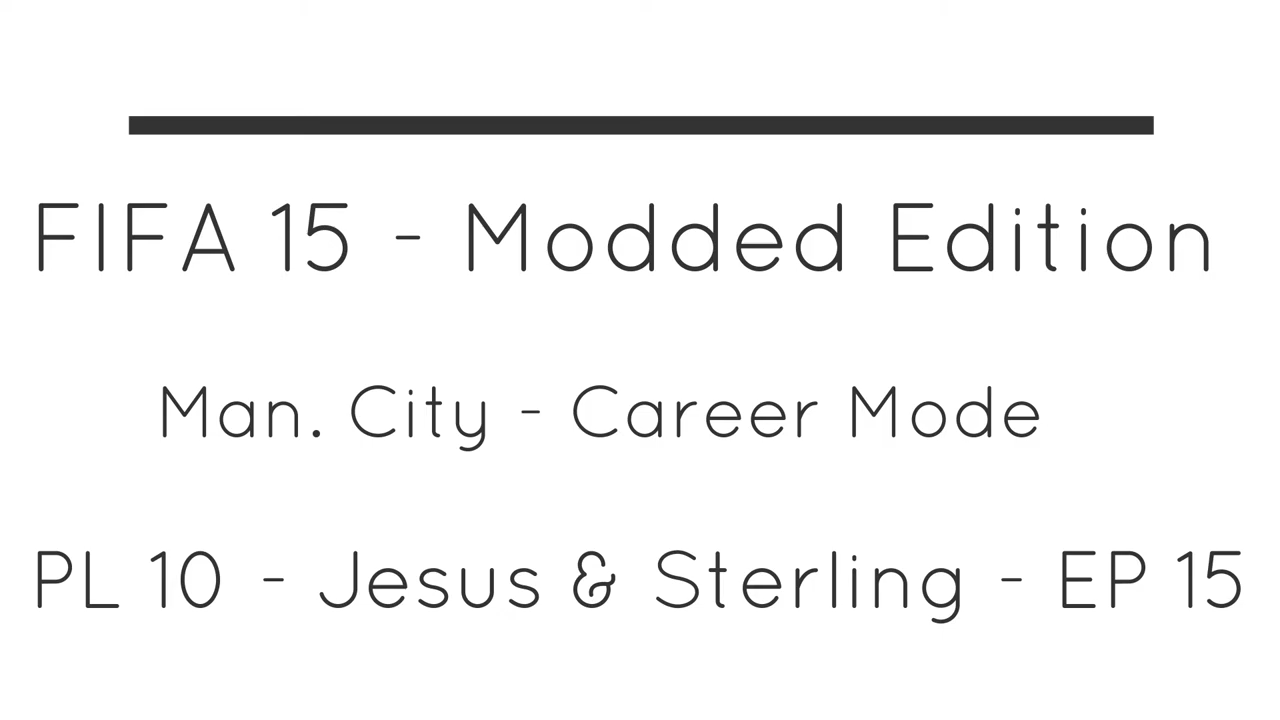 FIFA 15 - Modded Edition
Man. City - Career Mode
PL 10 - Jesus & Sterling - EP 15